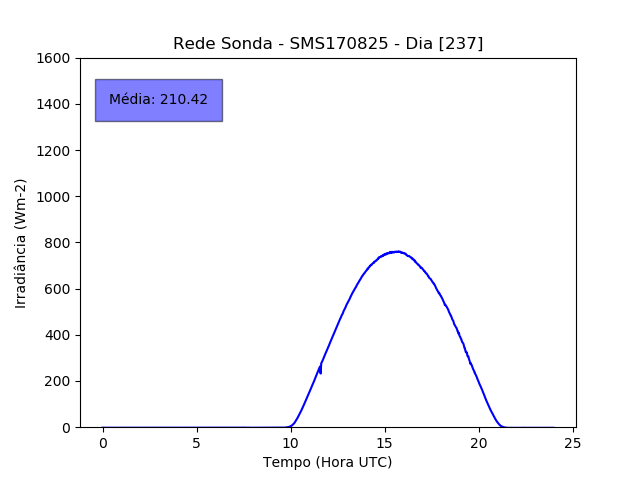 Rede Sonda - SMS170825 - Dia [237]
1600
1400
1200
1000
800
600
400
200
0
Média: 210.42
Irradiância (Wm-2)
0 5 10 15 20 25
Tempo (Hora UTC)